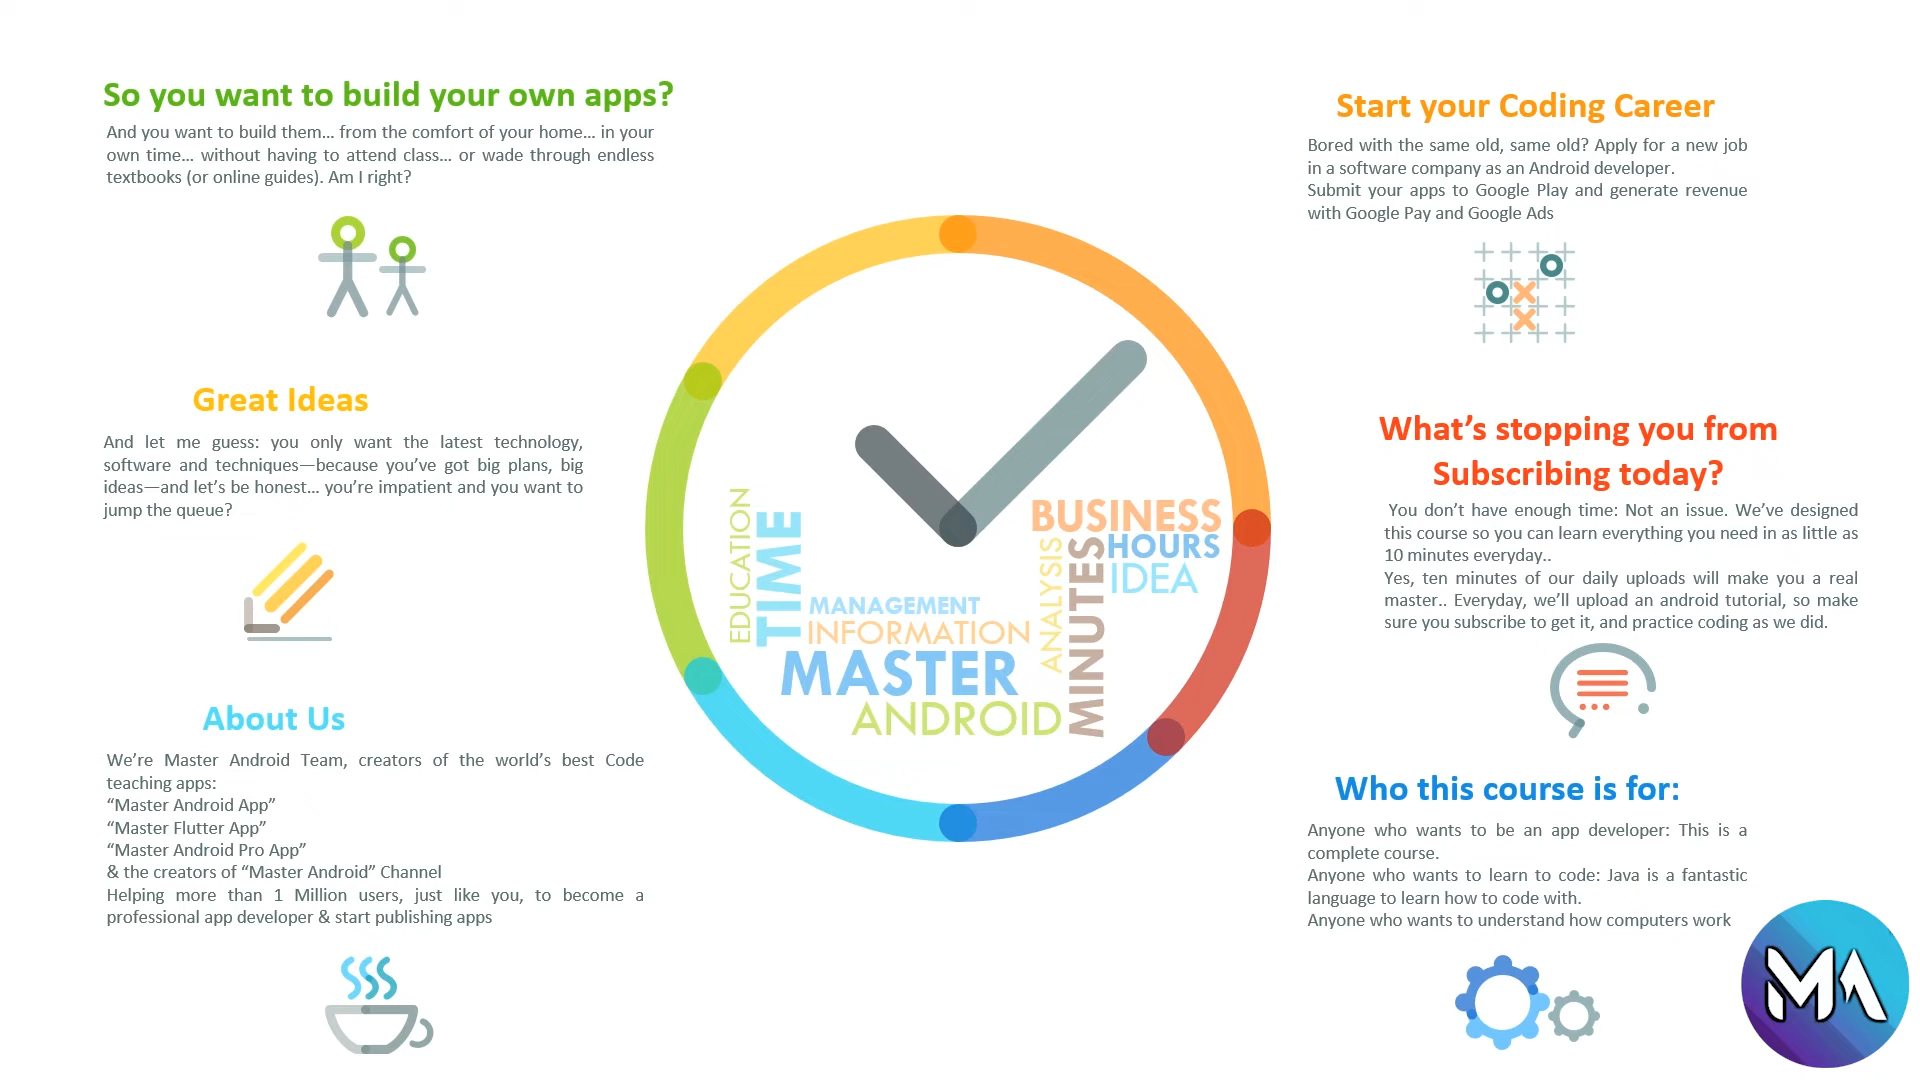 So you want to build your own apps?
And you want to build them... from the comfort of your home... in your
own time... without having to attend class... or wade through endless
textbooks (or online guides). Am I right?
Great Ideas
And let me guess: you only want the latest technology,
software and techniques—because you've got big plans, big
ideas—and let's be honest... you're impatient and you want to
jump the queue?
About Us
We're Master Android Team, creators of the world's best Code
teaching apps:
“Master Android App”
“Master Flutter App”
“Master Android Pro App”
& the creators of “Master Android” Channel
Helping more than 1 Million users, just like you, to become a
professional app developer & start publishing apps
EDUCATION
TIME
MANAGEMENT
INFORMATION
MASTER
ANDROID
ANALYSIS
MINUTES
BUSINESS
HOURS
IDEA
Start your Coding Career
Bored with the same old, same old? Apply for a new job
in a software company as an Android developer.
Submit your apps to Google Play and generate revenue
with Google Pay and Google Ads
What's stopping you from
Subscribing today?
You don't have enough time: Not an issue. We've designed
this course so you can learn everything you need in as little as
10 minutes everyday..
Yes, ten minutes of our daily uploads will make you a real
master.. Everyday, we'll upload an android tutorial, so make
sure you subscribe to get it, and practice coding as we did.
Who this course is for:
Anyone who wants to be an app developer: This is a
complete course.
Anyone who wants to learn to code: Java is a fantastic
language to learn how to code with.
Anyone who wants to understand how computers work
MA